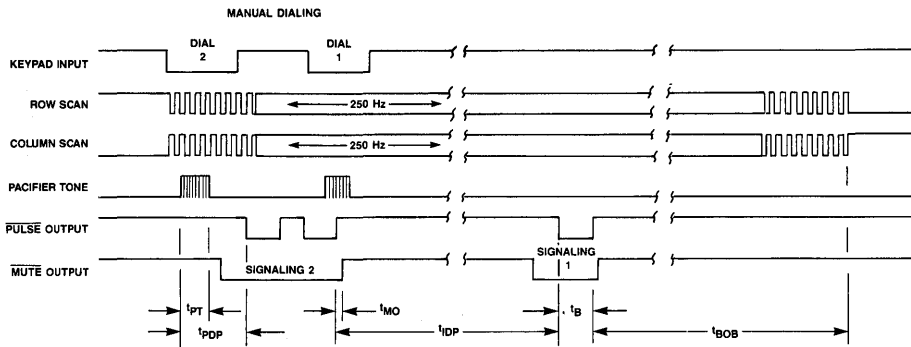 MANUAL DIALING
DIAL
2
DIAL
1
KEYPAD INPUT
ROW SCAN
250 Hz
COLUMN SCAN
250 Hz
PACIFIER TONE
PULSE OUTPUT
SIGNALING
1
MUTE OUTPUT
SIGNALING 2
tPT
tMO
tB
tPDP
tIDP
tBOB